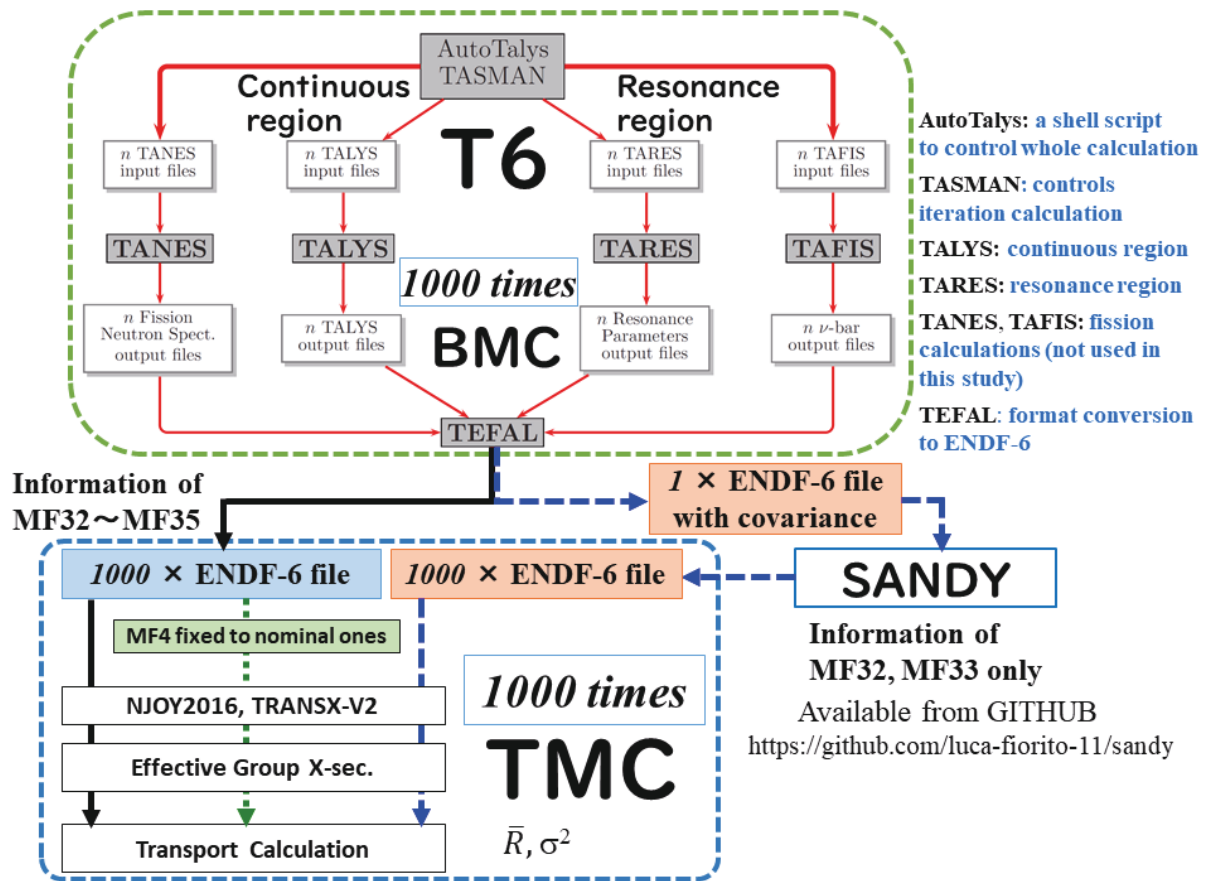 AutoTalys
TASMAN
Continuous
region
Resonance
region
T6
n TANES
input files
n TALYS
input files
n TARES
input files
n TAFIS
input files
TANES
TALYS
TARES
TAFIS
1000 times
BMC
n Fission
Neutron Spect.
output files
n TALYS
output files
n Resonance
Parameters
output files
n ν-bar
output files
TEFAL
AutoTalys: a shell script
to control whole calculation
TASMAN: controls
iteration calculation
TALYS: continuous region
TARES: resonance region
TANES, TAFIS: fission
calculations (not used in
this study)
TEFAL: format conversion
to ENDF-6
Information of
MF32～MF35
1 × ENDF-6 file
with covariance
1000 × ENDF-6 file
1000 × ENDF-6 file
SANDY
MF4 fixed to nominal ones
Information of
MF32, MF33 only
Available from GITHUB
https://github.com/luca-fiorito-11/sandy
NJOY2016, TRANSX-V2
Effective Group X-sec.
Transport Calculation
1000 times
TMC
R̄, σ²